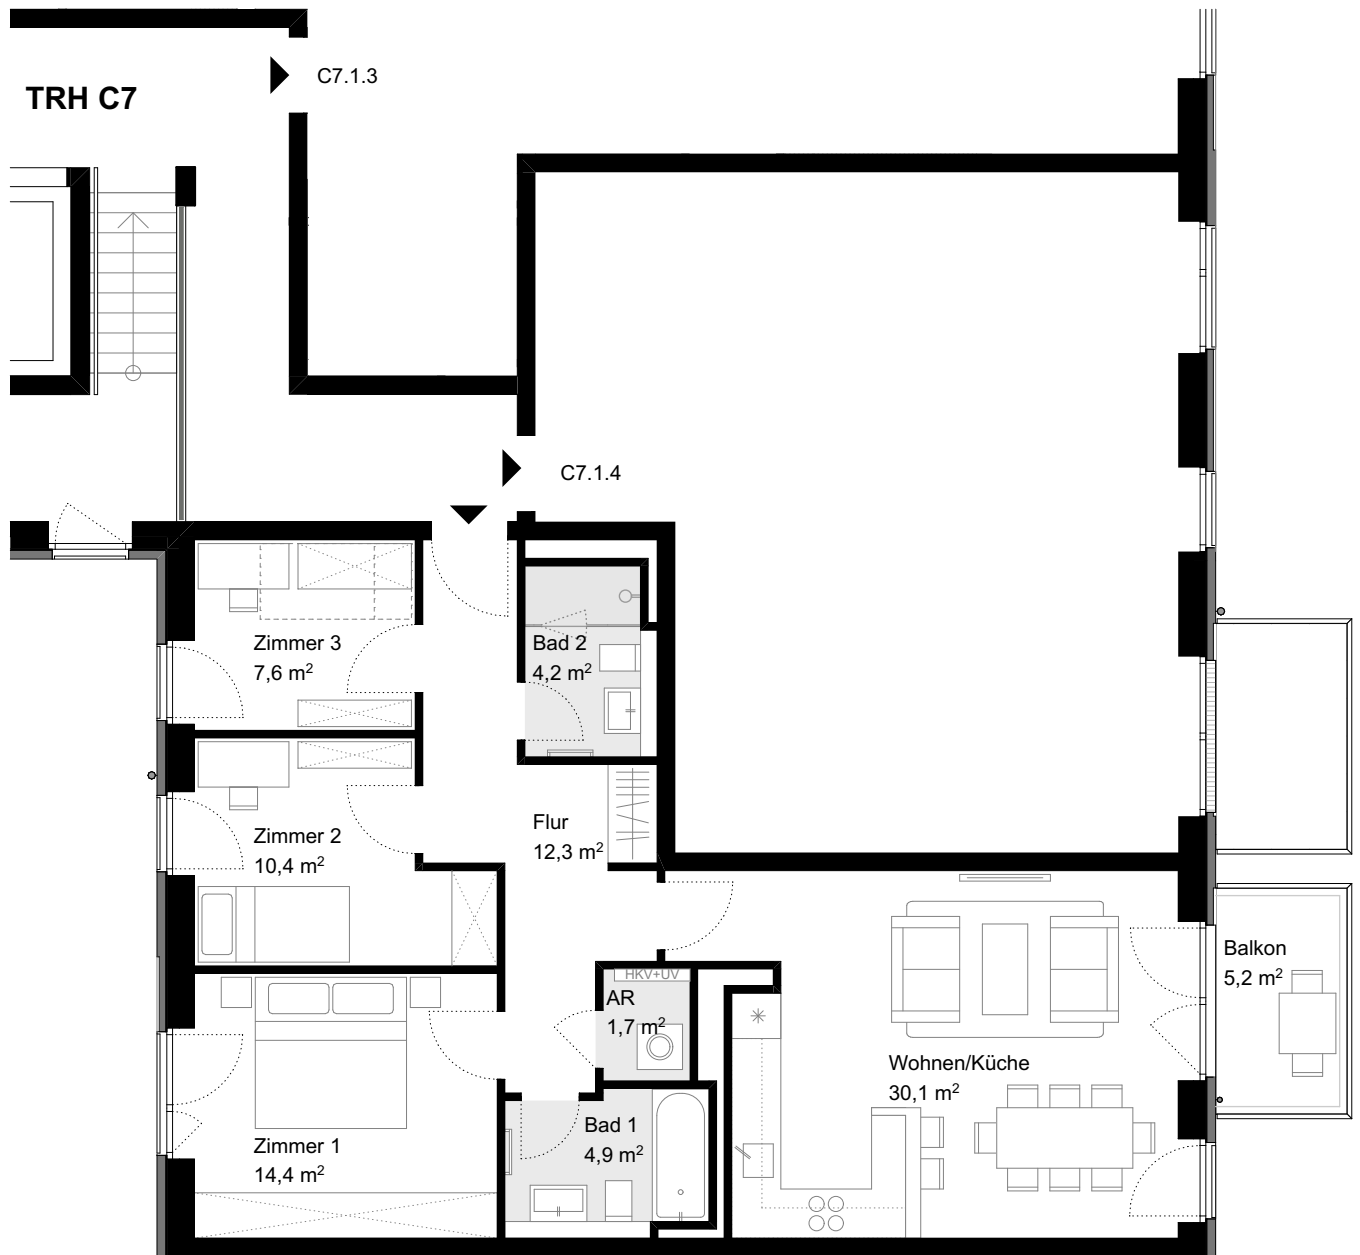 C7.1.3
TRH C7
C7.1.4
Zimmer 3
7,6 m²
Bad 2
4,2 m²
Flur
12,3 m²
Zimmer 2
10,4 m²
Balkon
5,2 m²
HKV+UV
AR
1,7 m²
Wohnen/Küche
30,1 m²
Bad 1
4,9 m²
Zimmer 1
14,4 m²